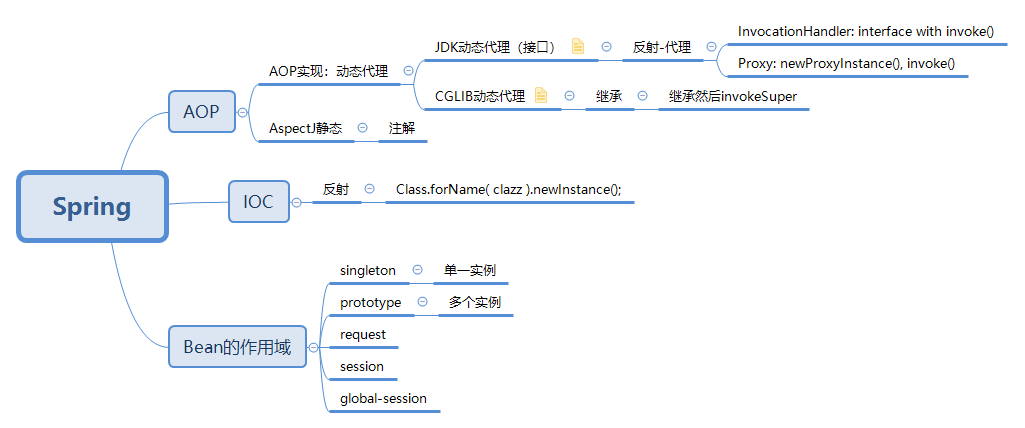 Spring
AOP
AOP实现：动态代理
JDK动态代理（接口）
反射-代理
InvocationHandler: interface with invoke()
Proxy: newProxyInstance(), invoke()
CGLIB动态代理
继承
继承然后invokeSuper
AspectJ静态
注解
IOC
反射
Class.forName( clazz ).newInstance();
Bean的作用域
singleton
单一实例
prototype
多个实例
request
session
global-session